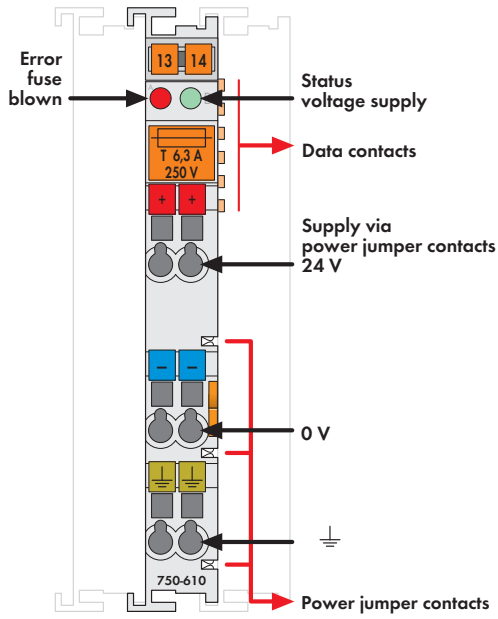 13 14
Error
fuse
blown
A
Status
voltage supply
T 6,3 A
250 V
Data contacts
+ +
Supply via
power jumper contacts
24 V
– –
0 V
750-610
Power jumper contacts